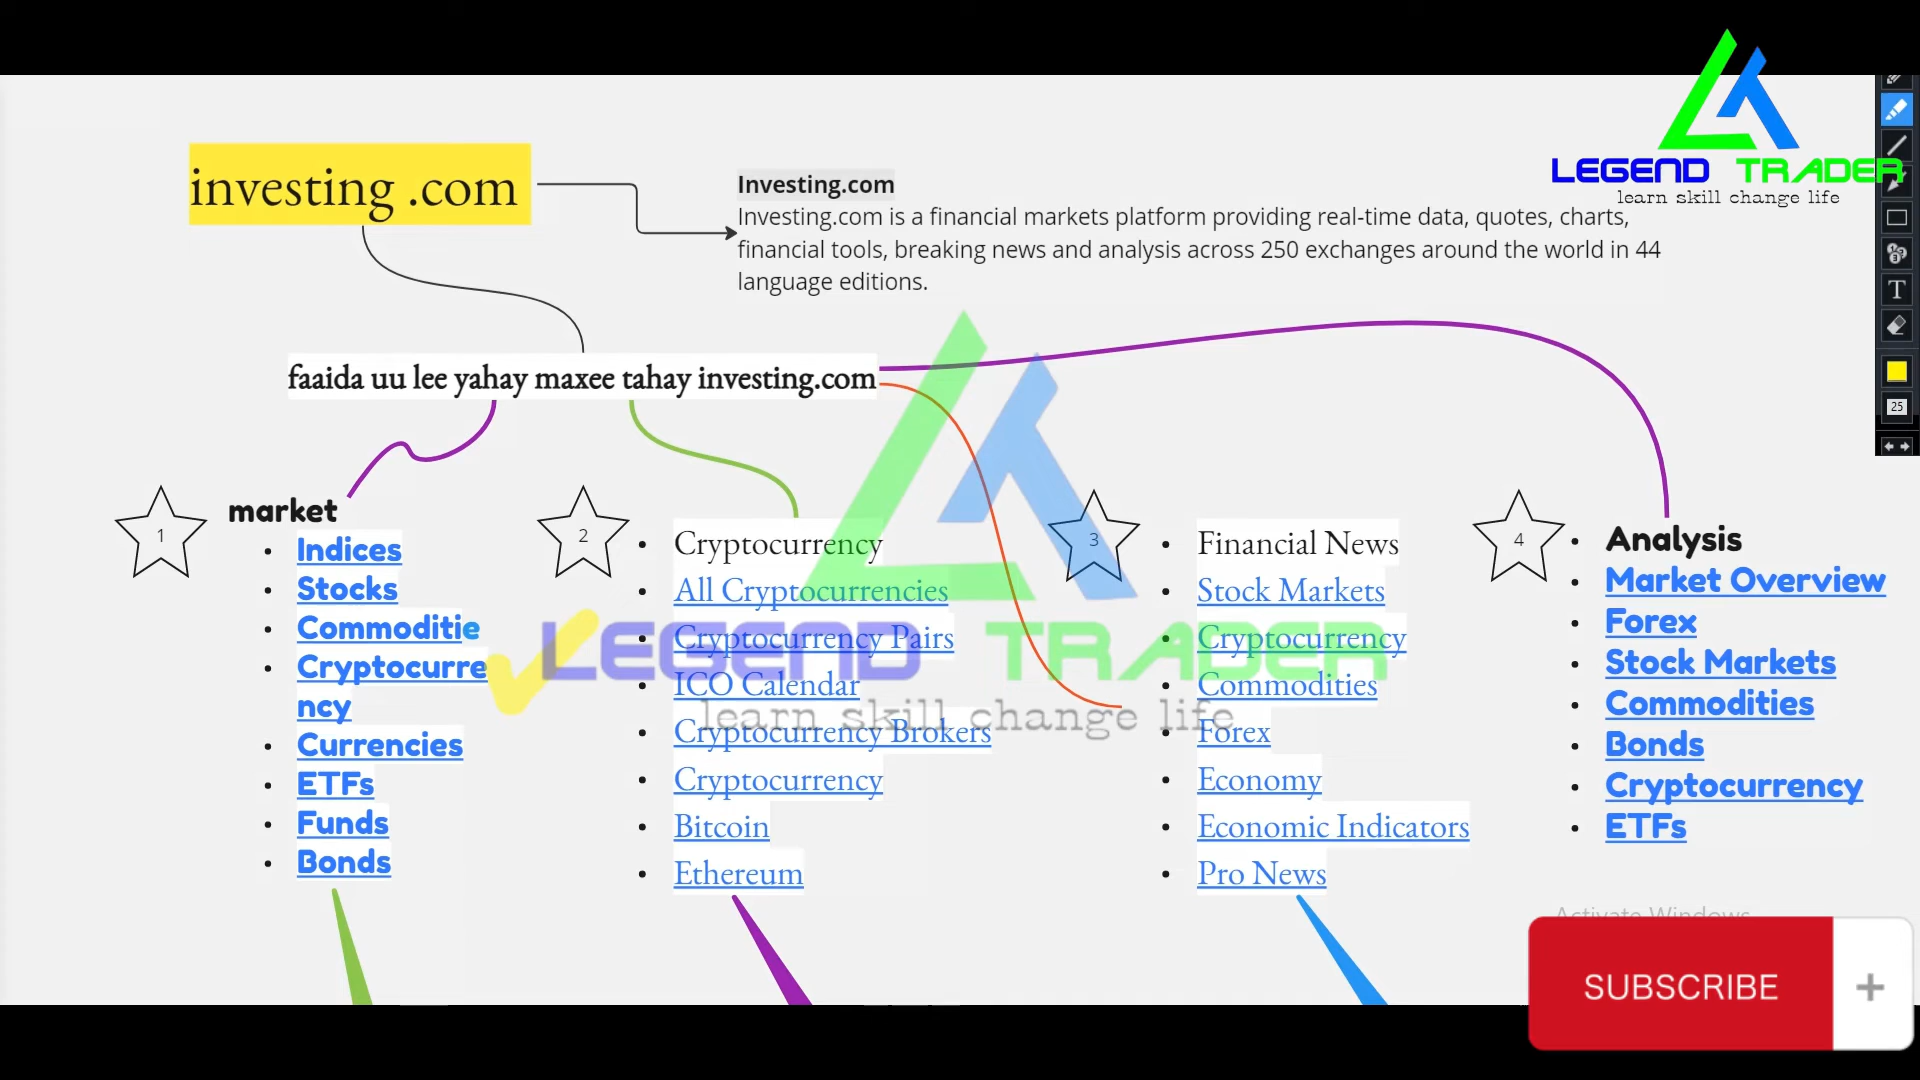 LEGEND TRADER
learn skill change life
investing .com
Investing.com
Investing.com is a financial markets platform providing real-time data, quotes, charts,
financial tools, breaking news and analysis across 250 exchanges around the world in 44
language editions.
faaida uu lee yahay maxee tahay investing.com
1
market
Indices
Stocks
Commoditie
Cryptocurre
ncy
Currencies
ETFs
Funds
Bonds
2
Cryptocurrency
All Cryptocurrencies
Cryptocurrency Pairs
ICO Calendar
Cryptocurrency Brokers
Cryptocurrency
Bitcoin
Ethereum
3
Financial News
Stock Markets
Cryptocurrency
Commodities
Forex
Economy
Economic Indicators
Pro News
4
Analysis
Market Overview
Forex
Stock Markets
Commodities
Bonds
Cryptocurrency
ETFs
LEGEND TRADER
learn skill change life
T
25
Activate Windows
SUBSCRIBE +